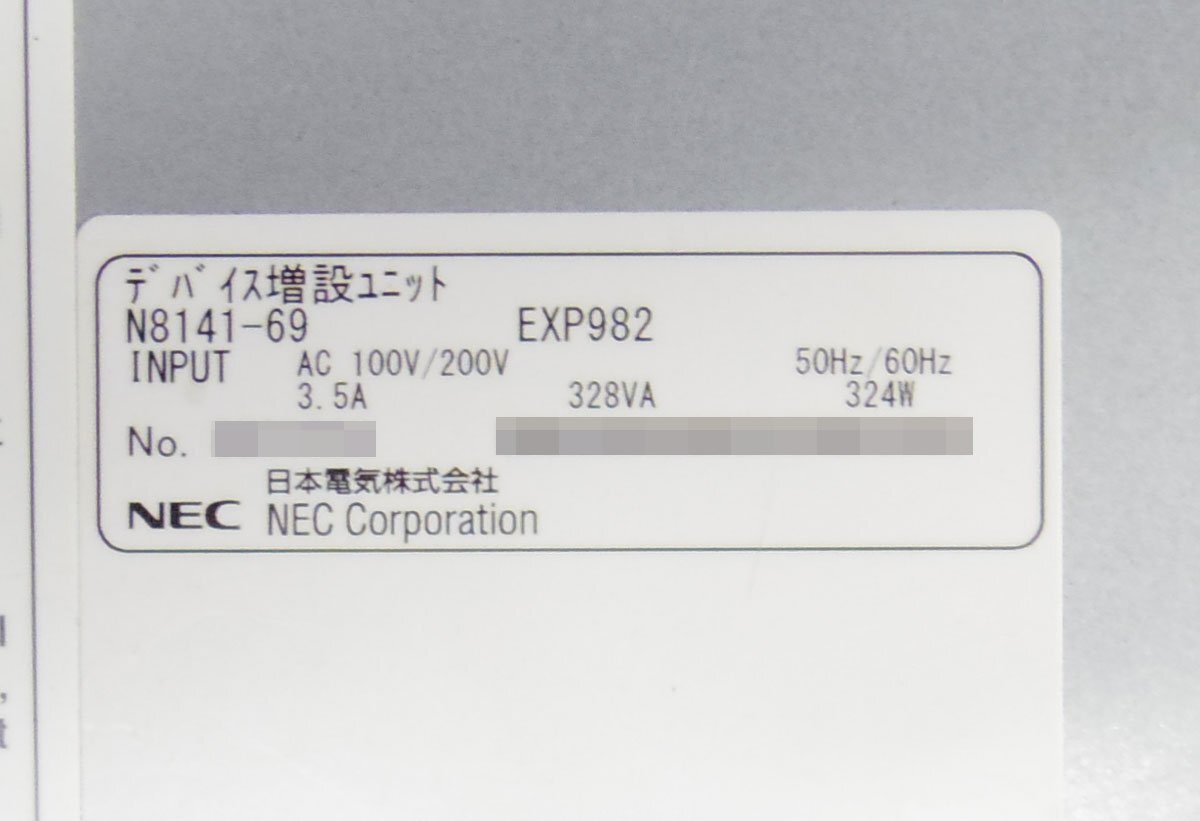 デバイス増設ユニット
N8141-69 EXP982
INPUT AC 100V/200V 50Hz/60Hz
3.5A 328VA 324W
No.
日本電気株式会社
NEC NEC Corporation